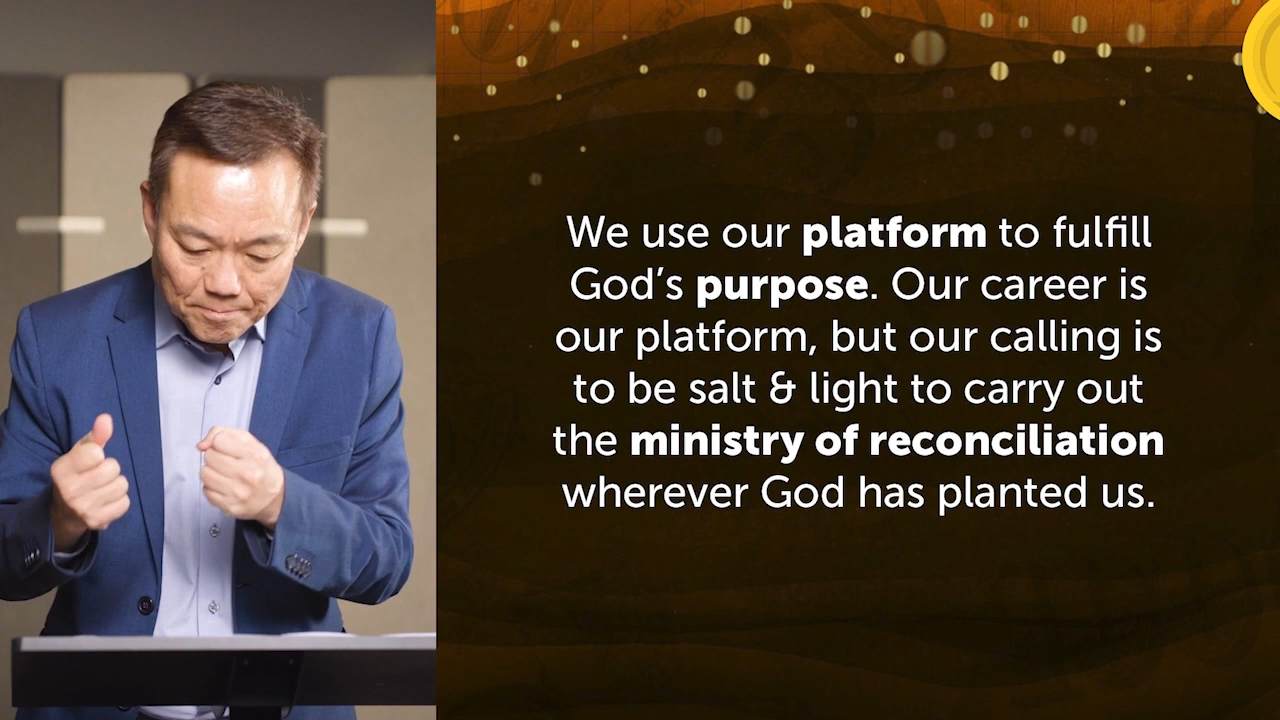 We use our platform to fulfill
God's purpose. Our career is
our platform, but our calling is
to be salt & light to carry out
the ministry of reconciliation
wherever God has planted us.